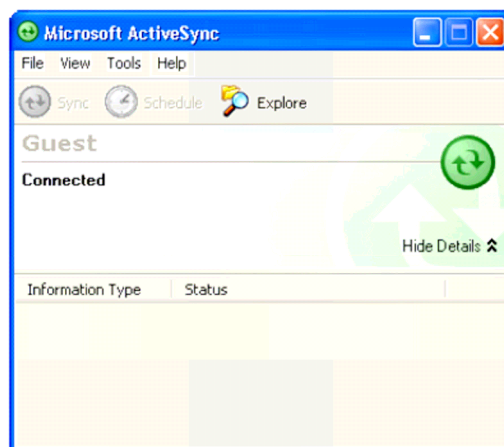 Microsoft ActiveSync
File View Tools Help
Sync Schedule Explore
Guest
Connected
Hide Details
Information Type Status